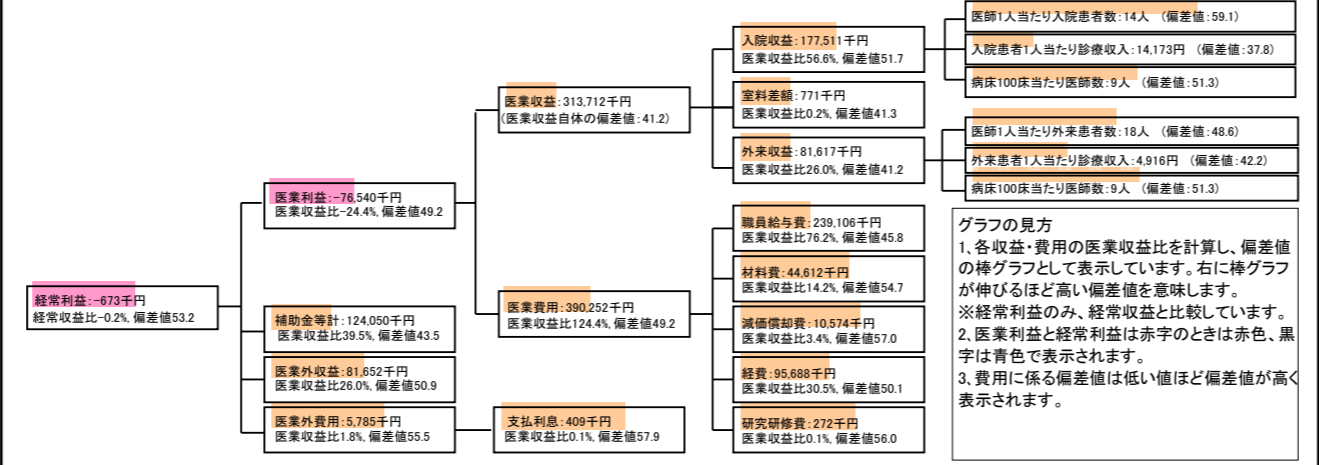 経常利益:-673千円
経常収益比-0.2%, 偏差値53.2
医業利益:-76,540千円
医業収益比-24.4%, 偏差値49.2
補助金等計:124,050千円
医業収益比39.5%, 偏差値43.5
医業外収益:81,652千円
医業収益比26.0%, 偏差値50.9
医業外費用:5,785千円
医業収益比1.8%, 偏差値55.5
支払利息:409千円
医業収益比0.1%, 偏差値57.9
医業収益:313,712千円
(医業収益自体の偏差値:41.2)
医業費用:390,252千円
医業収益比124.4%, 偏差値49.2
入院収益:177,511千円
医業収益比56.6%, 偏差値51.7
室料差額:771千円
医業収益比0.2%, 偏差値41.3
外来収益:81,617千円
医業収益比26.0%, 偏差値41.2
職員給与費:239,106千円
医業収益比76.2%, 偏差値45.8
材料費:44,612千円
医業収益比14.2%, 偏差値54.7
減価償却費:10,574千円
医業収益比3.4%, 偏差値57.0
経費:95,688千円
医業収益比30.5%, 偏差値50.1
研究研修費:272千円
医業収益比0.1%, 偏差値56.0
医師1人当たり入院患者数:14人 (偏差値:59.1)
入院患者1人当たり診療収入:14,173円 (偏差値:37.8)
病床100床当たり医師数:9人 (偏差値:51.3)
医師1人当たり外来患者数:18人 (偏差値:48.6)
外来患者1人当たり診療収入:4,916円 (偏差値:42.2)
病床100床当たり医師数:9人 (偏差値:51.3)
グラフの見方
1、各収益・費用の医業収益比を計算し、偏差値
の棒グラフとして表示しています。右に棒グラフ
が伸びるほど高い偏差値を意味します。
※経常利益のみ、経常収益と比較しています。
2、医業利益と経常利益は赤字のときは赤色、黒
字は青色で表示されます。
3、費用に係る偏差値は低い値ほど偏差値が高く
表示されます。